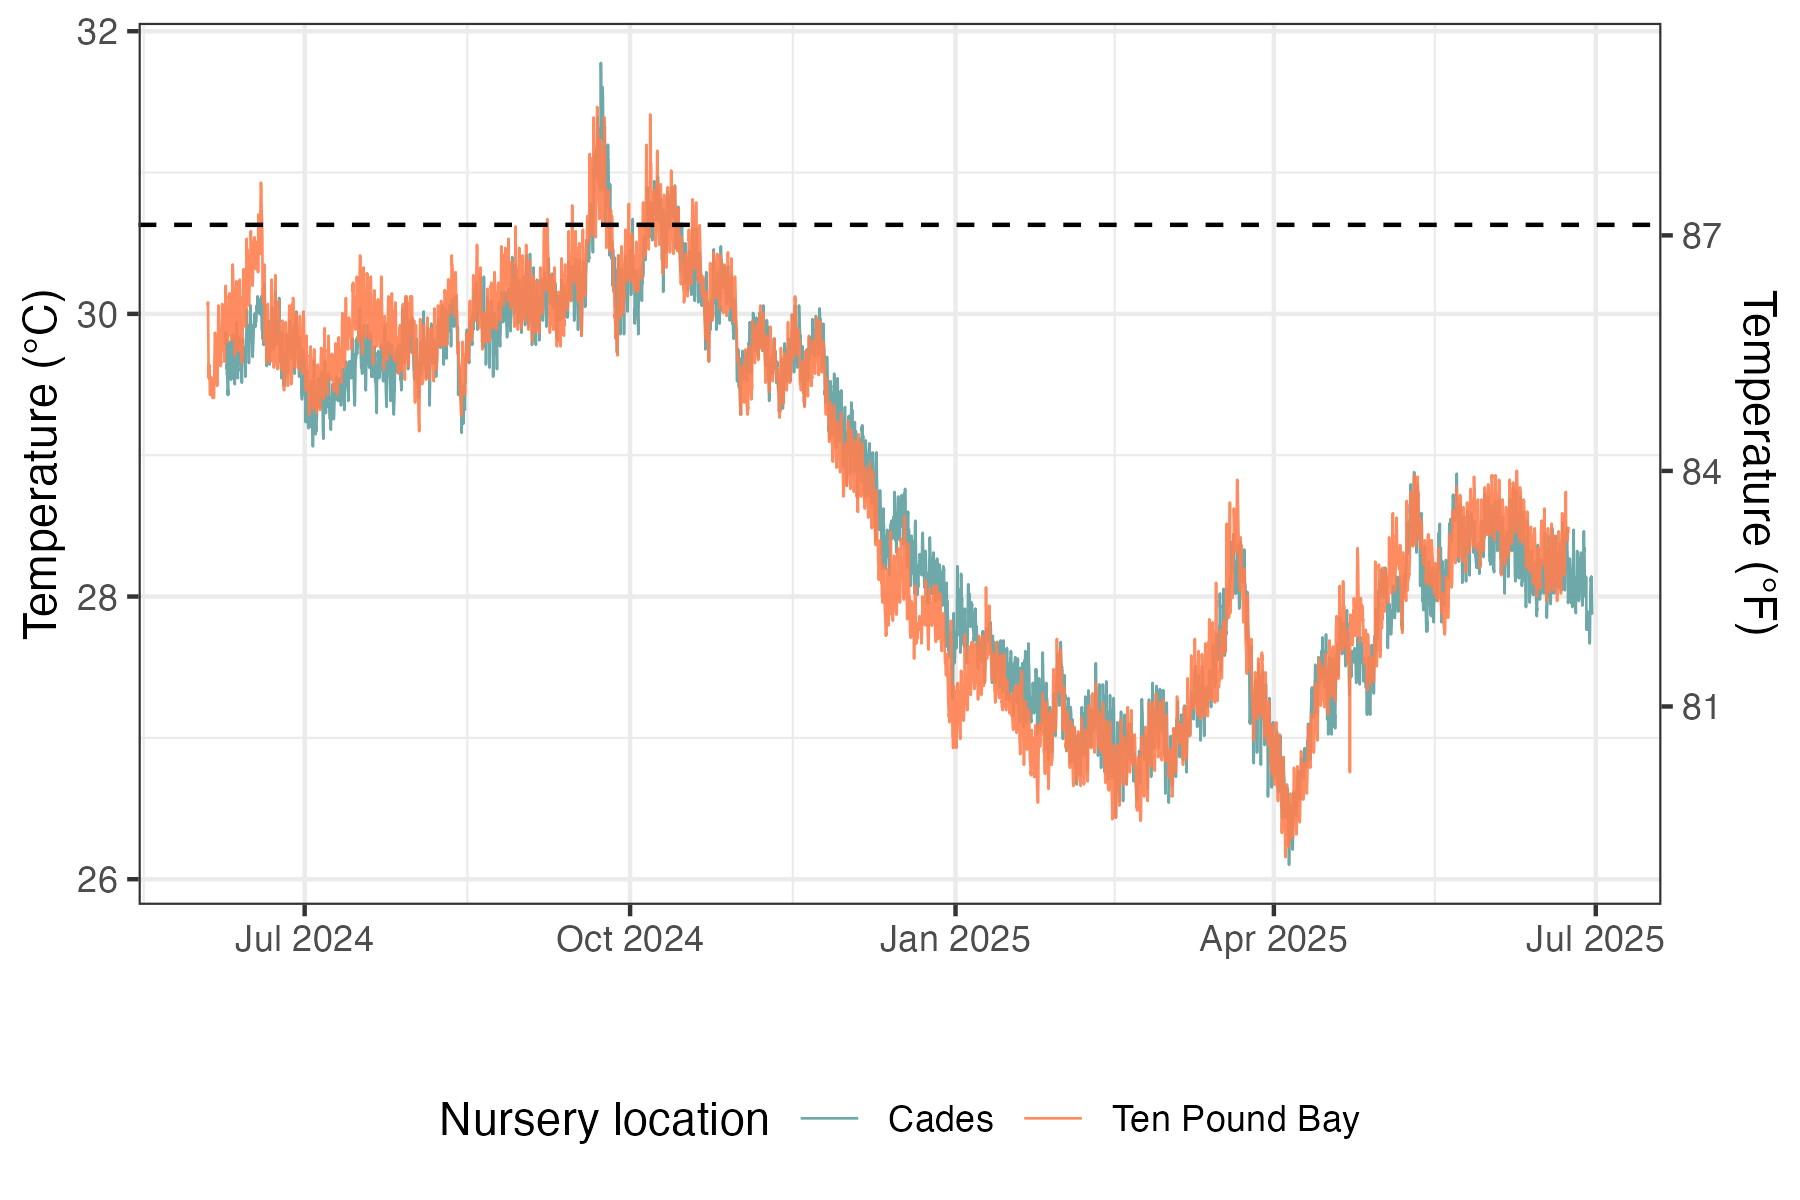 Temperature (°C)
32
30
28
26
87
84
81
Temperature (°F)
Jul 2024 Oct 2024 Jan 2025 Apr 2025 Jul 2025
Nursery location Cades Ten Pound Bay